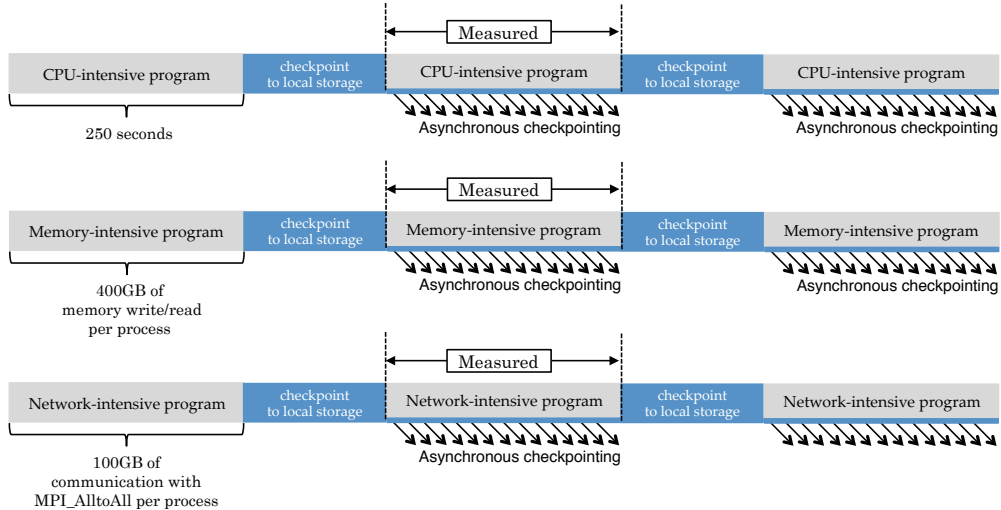 Measured
CPU-intensive program
checkpoint
to local storage
CPU-intensive program
checkpoint
to local storage
CPU-intensive program
250 seconds
Asynchronous checkpointing
Asynchronous checkpointing
Measured
Memory-intensive program
checkpoint
to local storage
Memory-intensive program
checkpoint
to local storage
Memory-intensive program
400GB of
memory write/read
per process
Asynchronous checkpointing
Asynchronous checkpointing
Measured
Network-intensive program
checkpoint
to local storage
Network-intensive program
checkpoint
to local storage
Network-intensive program
100GB of
communication with
MPI_AlltoAll per process
Asynchronous checkpointing